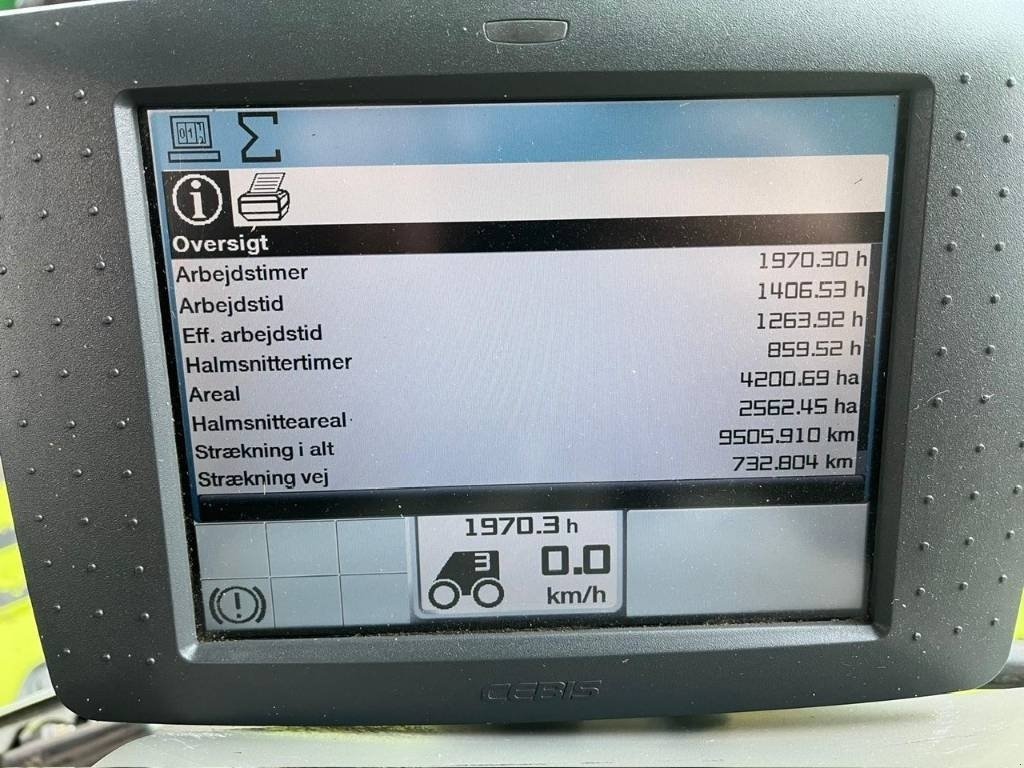 Oversigt
Arbejdstimer 1970.30 h
Arbejdstid 1406.53 h
Eff. arbejdstid 1263.92 h
Halmsnittertimer 859.52 h
Areal 4200.69 ha
Halmsnitteareal 2562.45 ha
Strækning i alt 9505.910 km
Strækning vej 732.804 km
1970.3 h
3 0.0
km/h
CEBIS